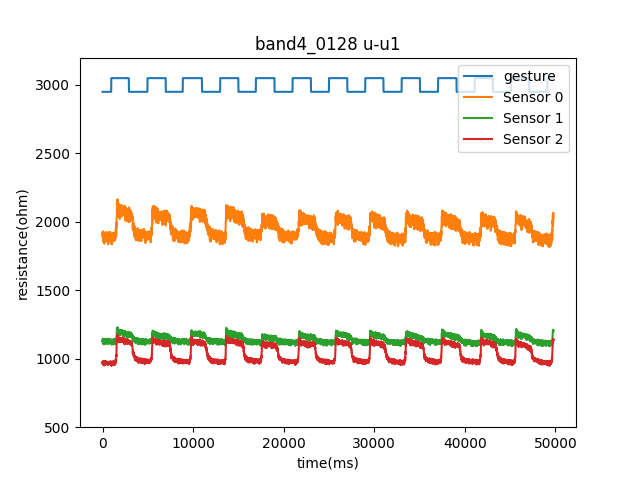 band4_0128 u-u1
gesture
Sensor 0
Sensor 1
Sensor 2
resistance(ohm)
3000
2500
2000
1500
1000
500
0
10000
20000
30000
40000
50000
time(ms)